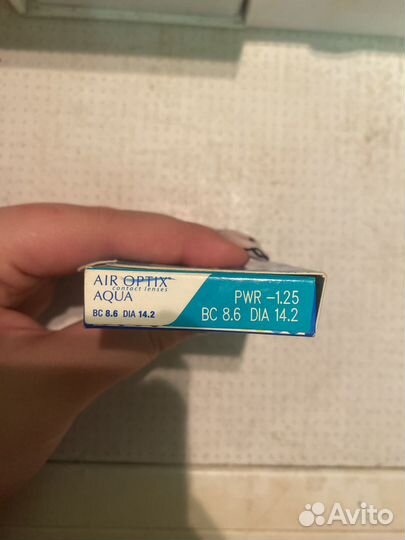 AIR OPTIX
contact lenses
AQUA
BC 8.6 DIA 14.2
PWR -1.25
BC 8.6 DIA 14.2
Avito